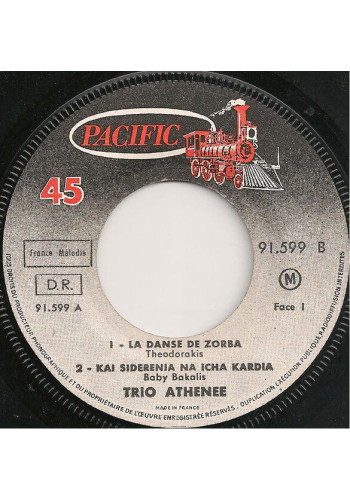 PACIFIC
45
France Mélodie
D.R.
91.599 A
91.599 B
M
Face 1
1 - LA DANSE DE ZORBA
Theodorakis
2 - KAI SIDERENIA NA ICHA KARDIA
Baby Bakalis
TRIO ATHENEE
MADE IN FRANCE
TOUS DROITS DU PRODUCTEUR PHONOGRAPHIQUE ET DU PROPRIÉTAIRE DE L'ŒUVRE ENREGISTRÉE RÉSERVÉS - DUPLICATION EXÉCUTION PUBLIQUE ET RADIODIFFUSION INTERDITES